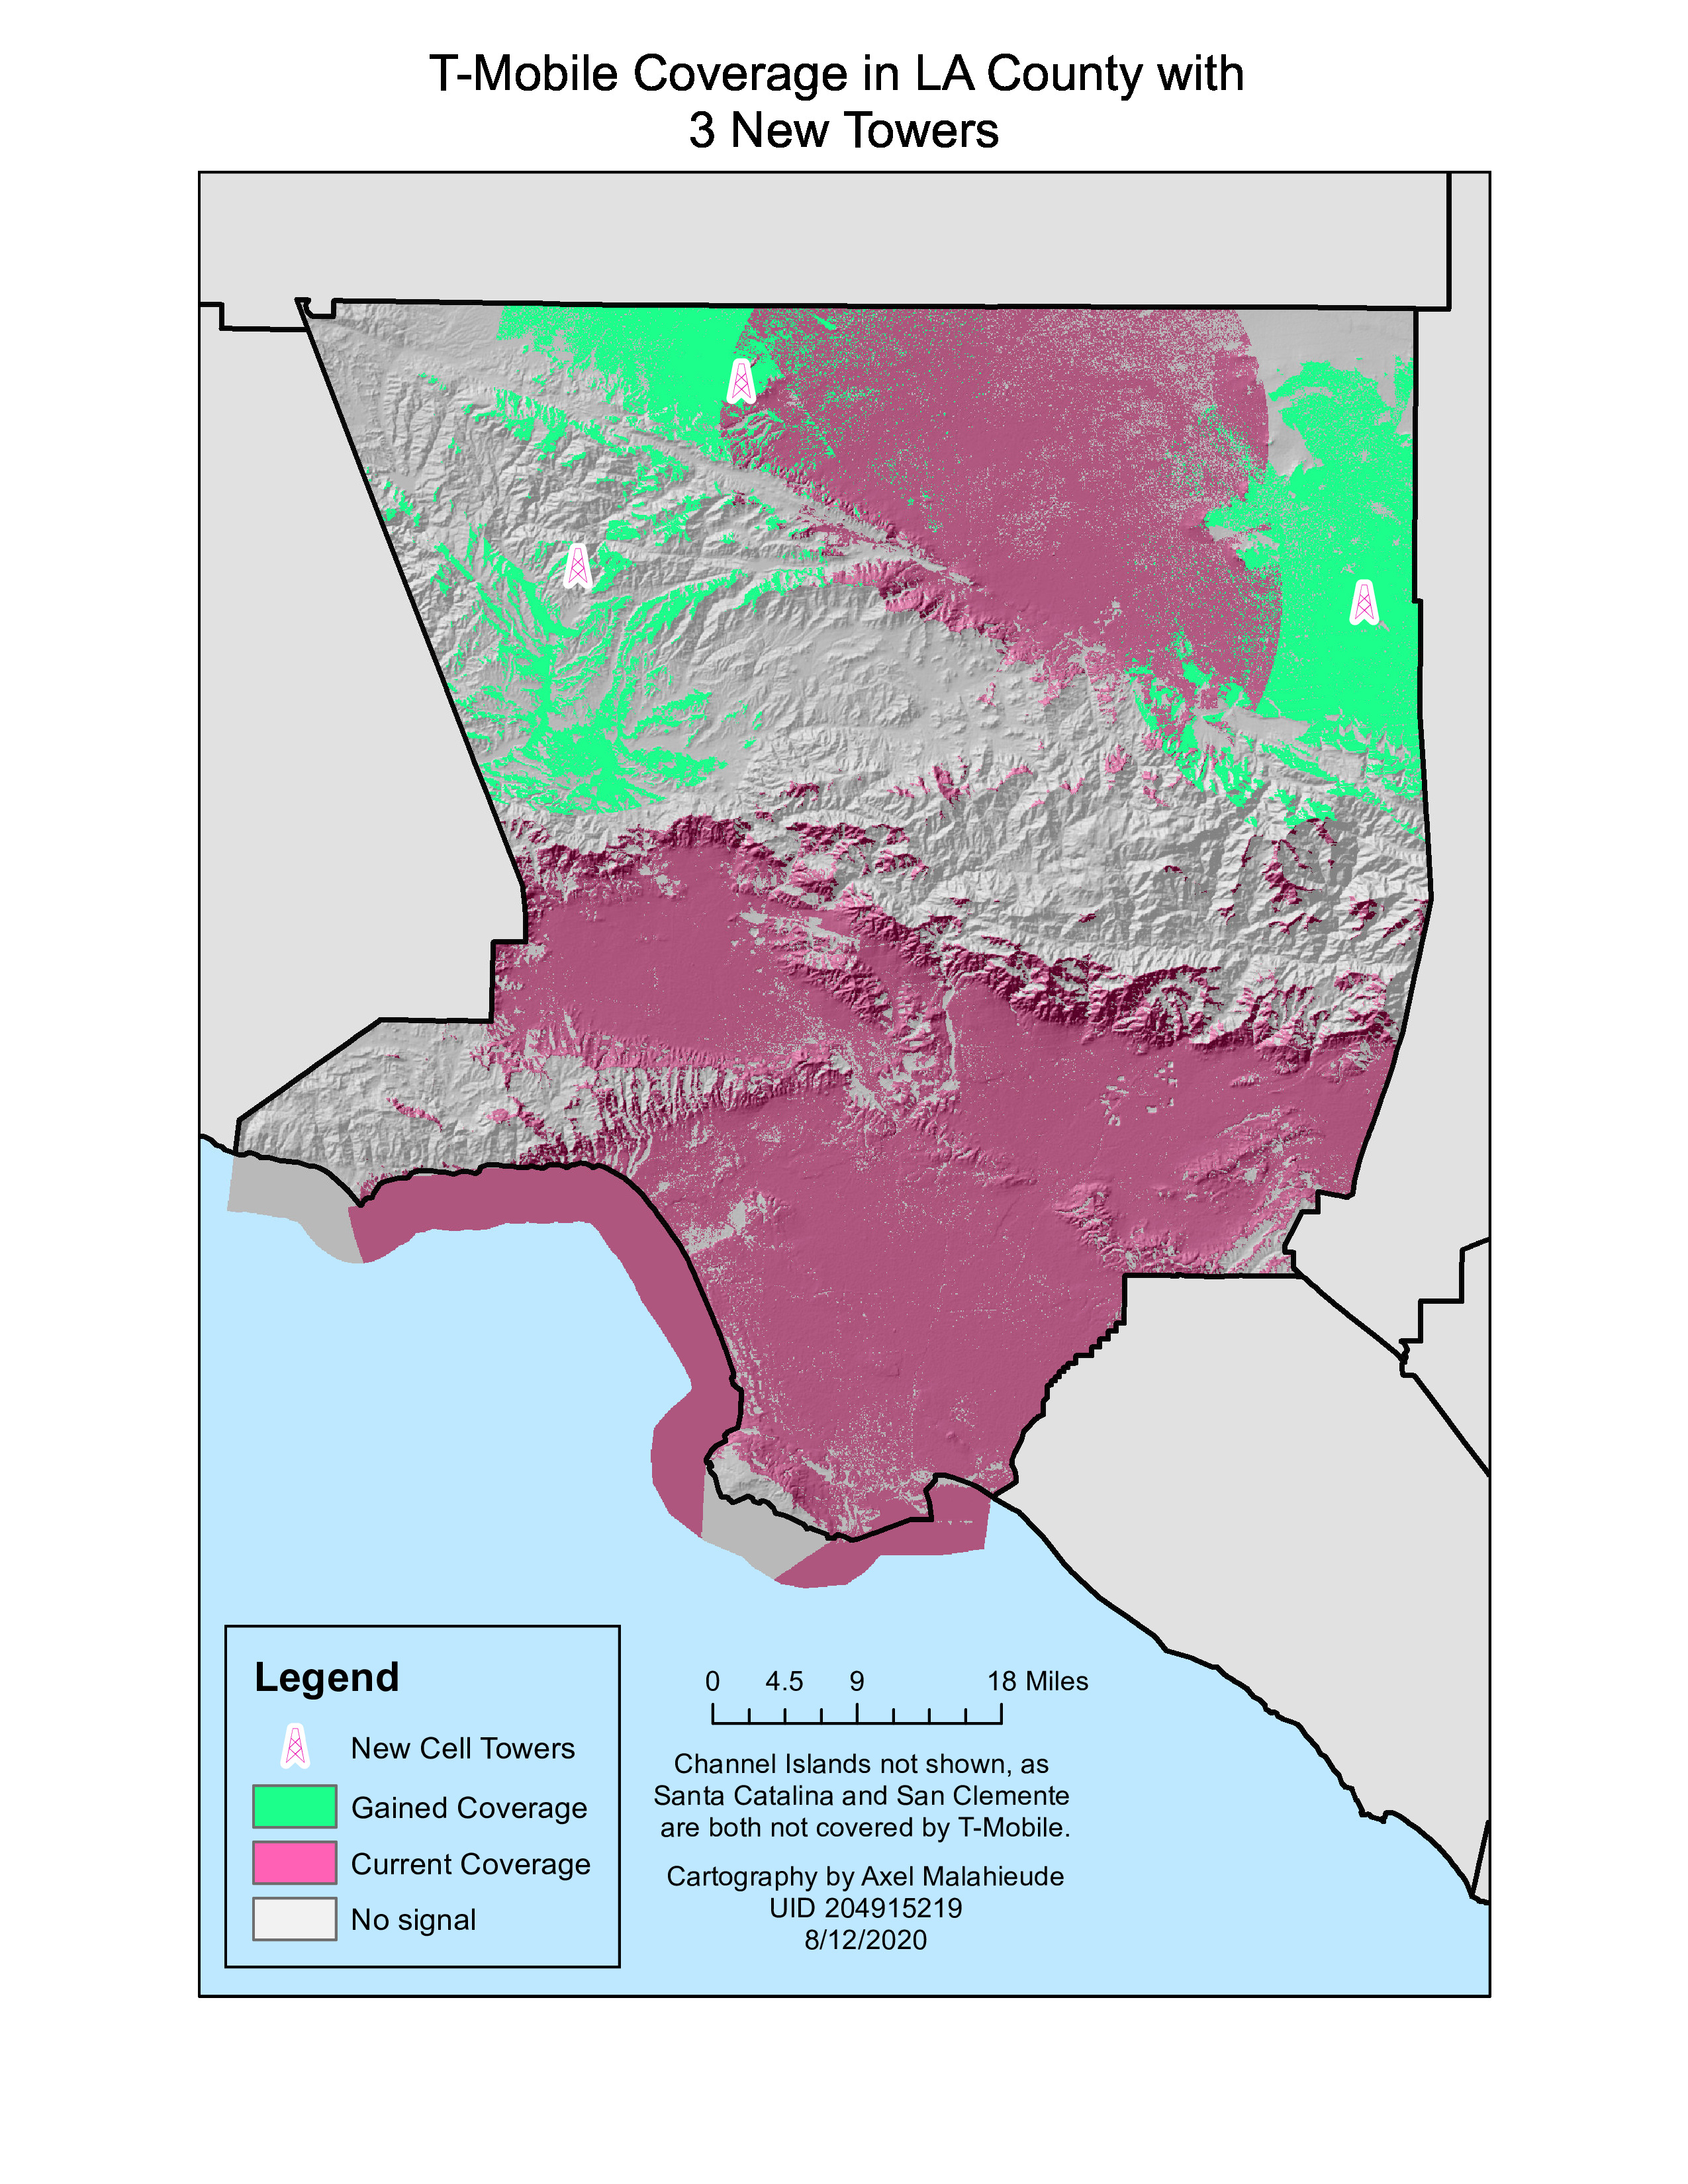 T-Mobile Coverage in LA County with
3 New Towers
Legend
New Cell Towers
Gained Coverage
Current Coverage
No signal
0 4.5 9 18 Miles
Channel Islands not shown, as
Santa Catalina and San Clemente
are both not covered by T-Mobile.
Cartography by Axel Malahieude
UID 204915219
8/12/2020